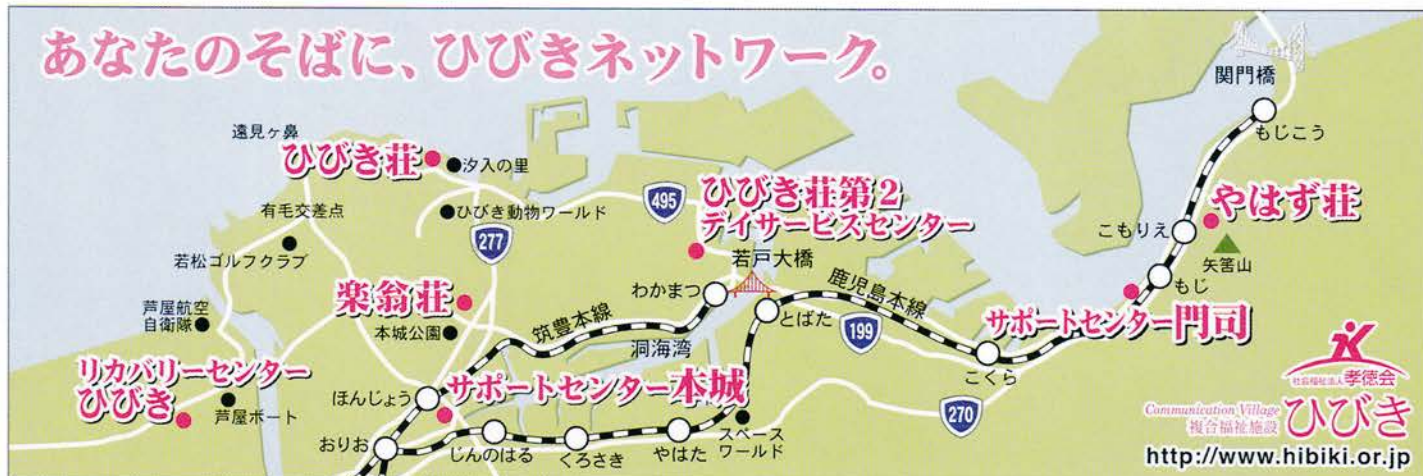 あなたのそばに、ひびきネットワーク。
関門橋
もじこう
遠見ヶ鼻
ひびき荘
汐入の里
ひびき動物ワールド
有毛交差点
若松ゴルフクラブ
277
495
ひびき荘第2
デイサービスセンター
若戸大橋
やはず荘
こもりえ
矢筈山
もじ
芦屋航空
自衛隊
楽翁荘
本城公園
筑豊本線
わかまつ
とばた
鹿児島本線
199
サポートセンター門司
洞海湾
こくら
リカバリーセンター
ひびき
芦屋ボート
ほんじょう
サポートセンター本城
270
おりお
じんのはる
くろさき
やはた
スペース
ワールド
社会福祉法人 孝徳会
Communication Village
複合福祉施設
ひびき
http://www.hibiki.or.jp